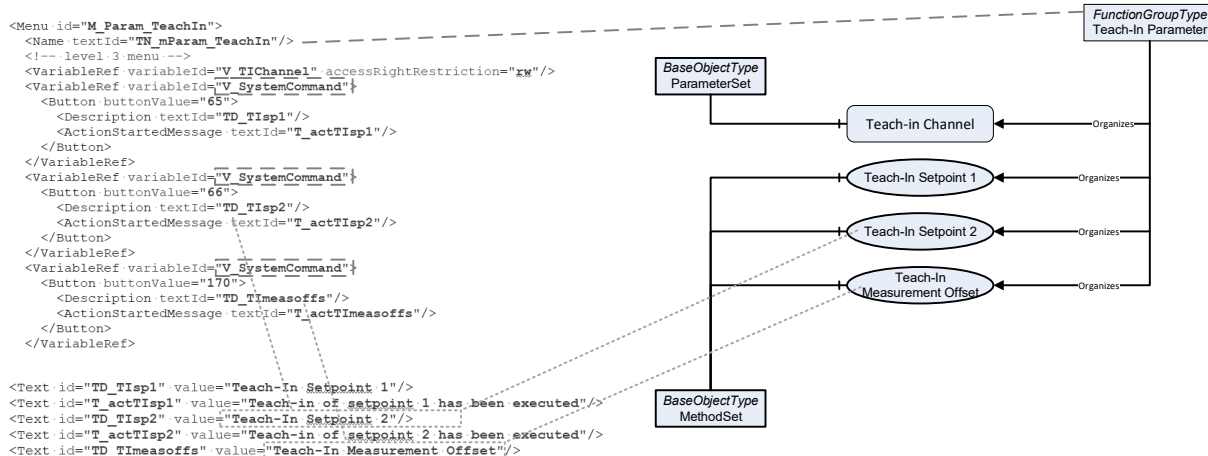 <Menu id="M_Param_TeachIn">
<Name textId="TN_mParam_TeachIn"/>
<!-- level 3 menu -->
<VariableRef variableId="V_TIChannel" accessRightRestriction="rw"/>
<VariableRef variableId="V_SystemCommand">
<Button buttonValue="65">
<Description textId="TD_TIsp1"/>
<ActionStartedMessage textId="T_actTIsp1"/>
</Button>
</VariableRef>
<VariableRef variableId="V_SystemCommand">
<Button buttonValue="66">
<Description textId="TD_TIsp2"/>
<ActionStartedMessage textId="T_actTIsp2"/>
</Button>
</VariableRef>
<VariableRef variableId="V_SystemCommand">
<Button buttonValue="170">
<Description textId="TD_TImeasoffs"/>
<ActionStartedMessage textId="T_actTImeasoffs"/>
</Button>
</VariableRef>
<Text id="TD_TIsp1" value="Teach-In Setpoint 1"/>
<Text id="T_actTIsp1" value="Teach-in of setpoint 1 has been executed"/>
<Text id="TD_TIsp2" value="Teach-In Setpoint 2"/>
<Text id="T_actTIsp2" value="Teach-in of setpoint 2 has been executed"/>
<Text id="TD_TImeasoffs" value="Teach-In Measurement Offset"/>
FunctionGroupType
Teach-In Parameter
BaseObjectType
ParameterSet
Teach-in Channel
Organizes
Teach-In Setpoint 1
Organizes
Teach-In Setpoint 2
Organizes
Teach-In
Measurement Offset
Organizes
BaseObjectType
MethodSet